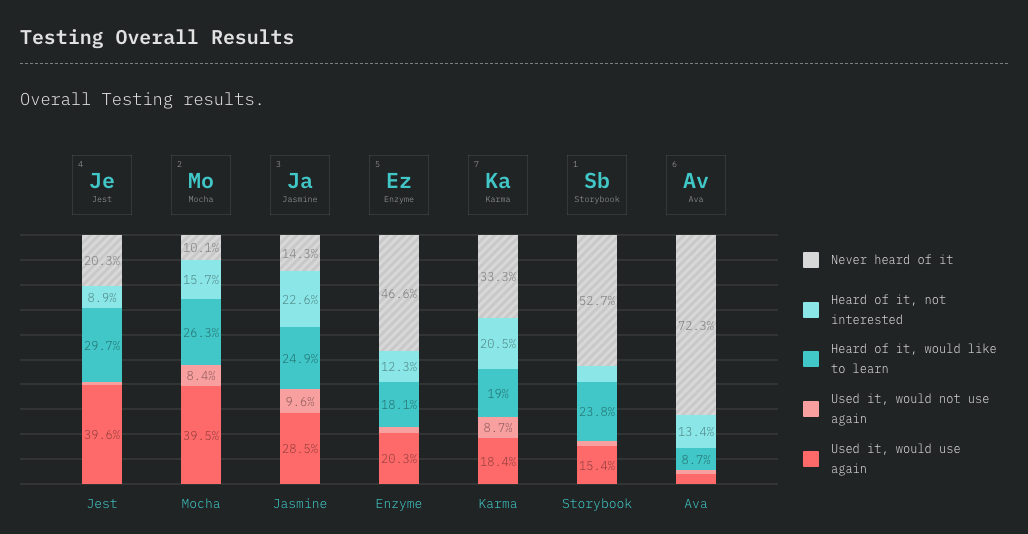 Testing Overall Results
Overall Testing results.
4
Je
Jest
2
Mo
Mocha
3
Ja
Jasmine
5
Ez
Enzyme
7
Ka
Karma
1
Sb
Storybook
6
Av
Ava
20.3%
8.9%
29.7%
39.6%
Jest
10.1%
15.7%
26.3%
8.4%
39.5%
Mocha
14.3%
22.6%
24.9%
9.6%
28.5%
Jasmine
46.6%
12.3%
18.1%
20.3%
Enzyme
33.3%
20.5%
19%
8.7%
18.4%
Karma
52.7%
23.8%
15.4%
Storybook
72.3%
13.4%
8.7%
Ava
Never heard of it
Heard of it, not
interested
Heard of it, would like
to learn
Used it, would not use
again
Used it, would use
again